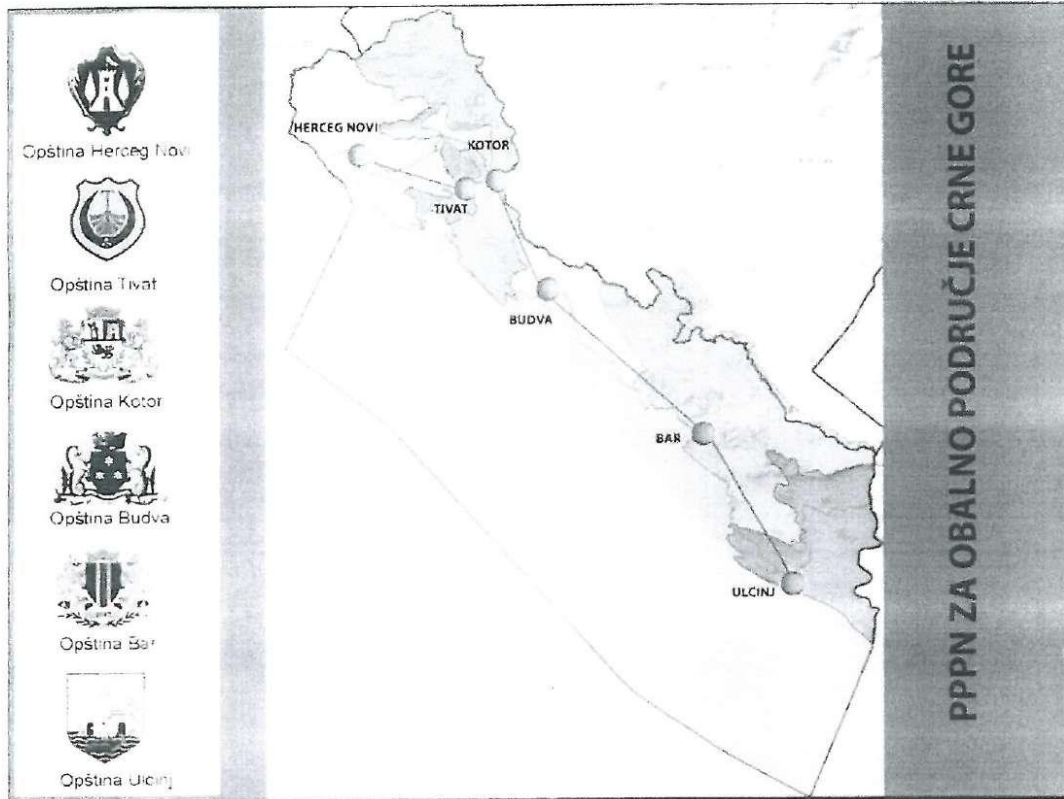 Opština Herceg Novi
Opština Tivat
Opština Kotor
Opština Budva
Opština Bar
Opština Ulcinj
HERCEG NOVI
KOTOR
TIVAT
BUDVA
BAR
ULCINJ
PPPN ZA OBALNO PODRUČJE CRNE GORE